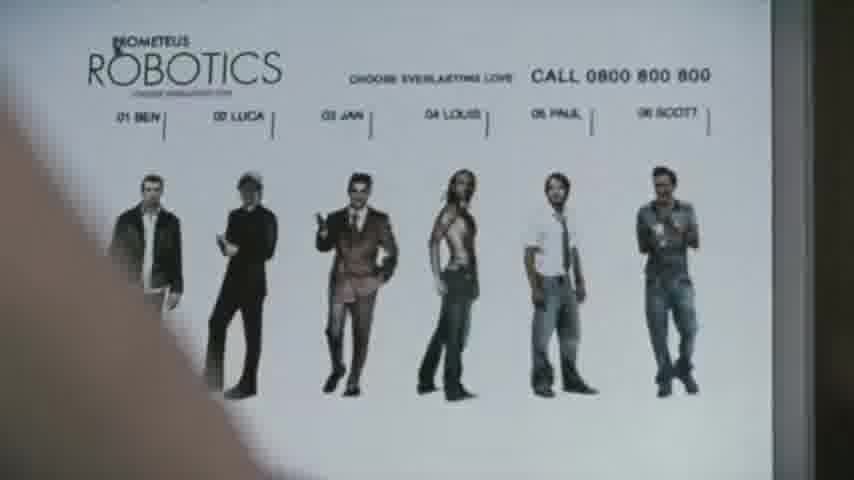 PROMETEUS
ROBOTICS
CHOOSE EVERLASTING LOVE CALL 0800 800 800
01 BEN 02 LUCA 03 JAN 04 LOUIS 05 PAUL 06 SCOTT